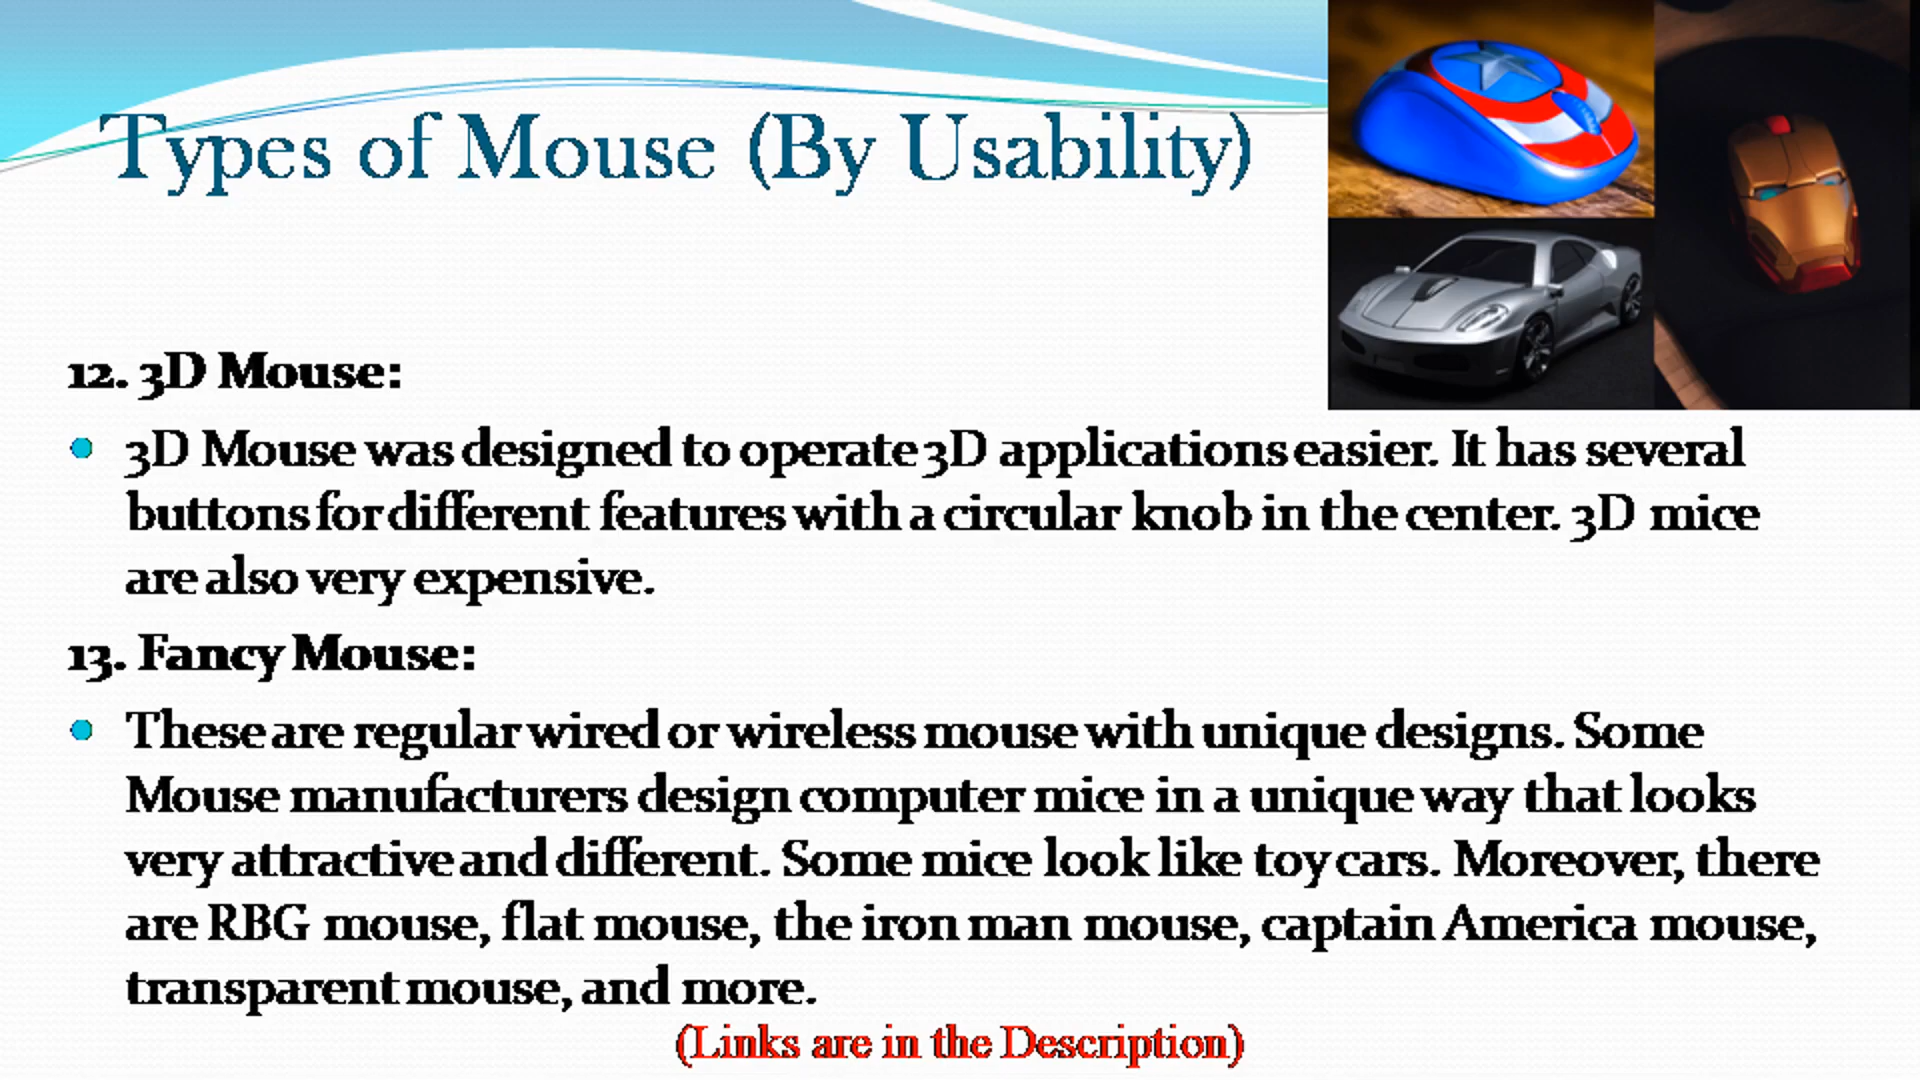 Types of Mouse (By Usability)
12. 3D Mouse:
3D Mouse was designed to operate 3D applications easier. It has several
buttons for different features with a circular knob in the center. 3D mice
are also very expensive.
13. Fancy Mouse:
These are regular wired or wireless mouse with unique designs. Some
Mouse manufacturers design computer mice in a unique way that looks
very attractive and different. Some mice look like toy cars. Moreover, there
are RBG mouse, flat mouse, the iron man mouse, captain America mouse,
transparent mouse, and more.
(Links are in the Description)